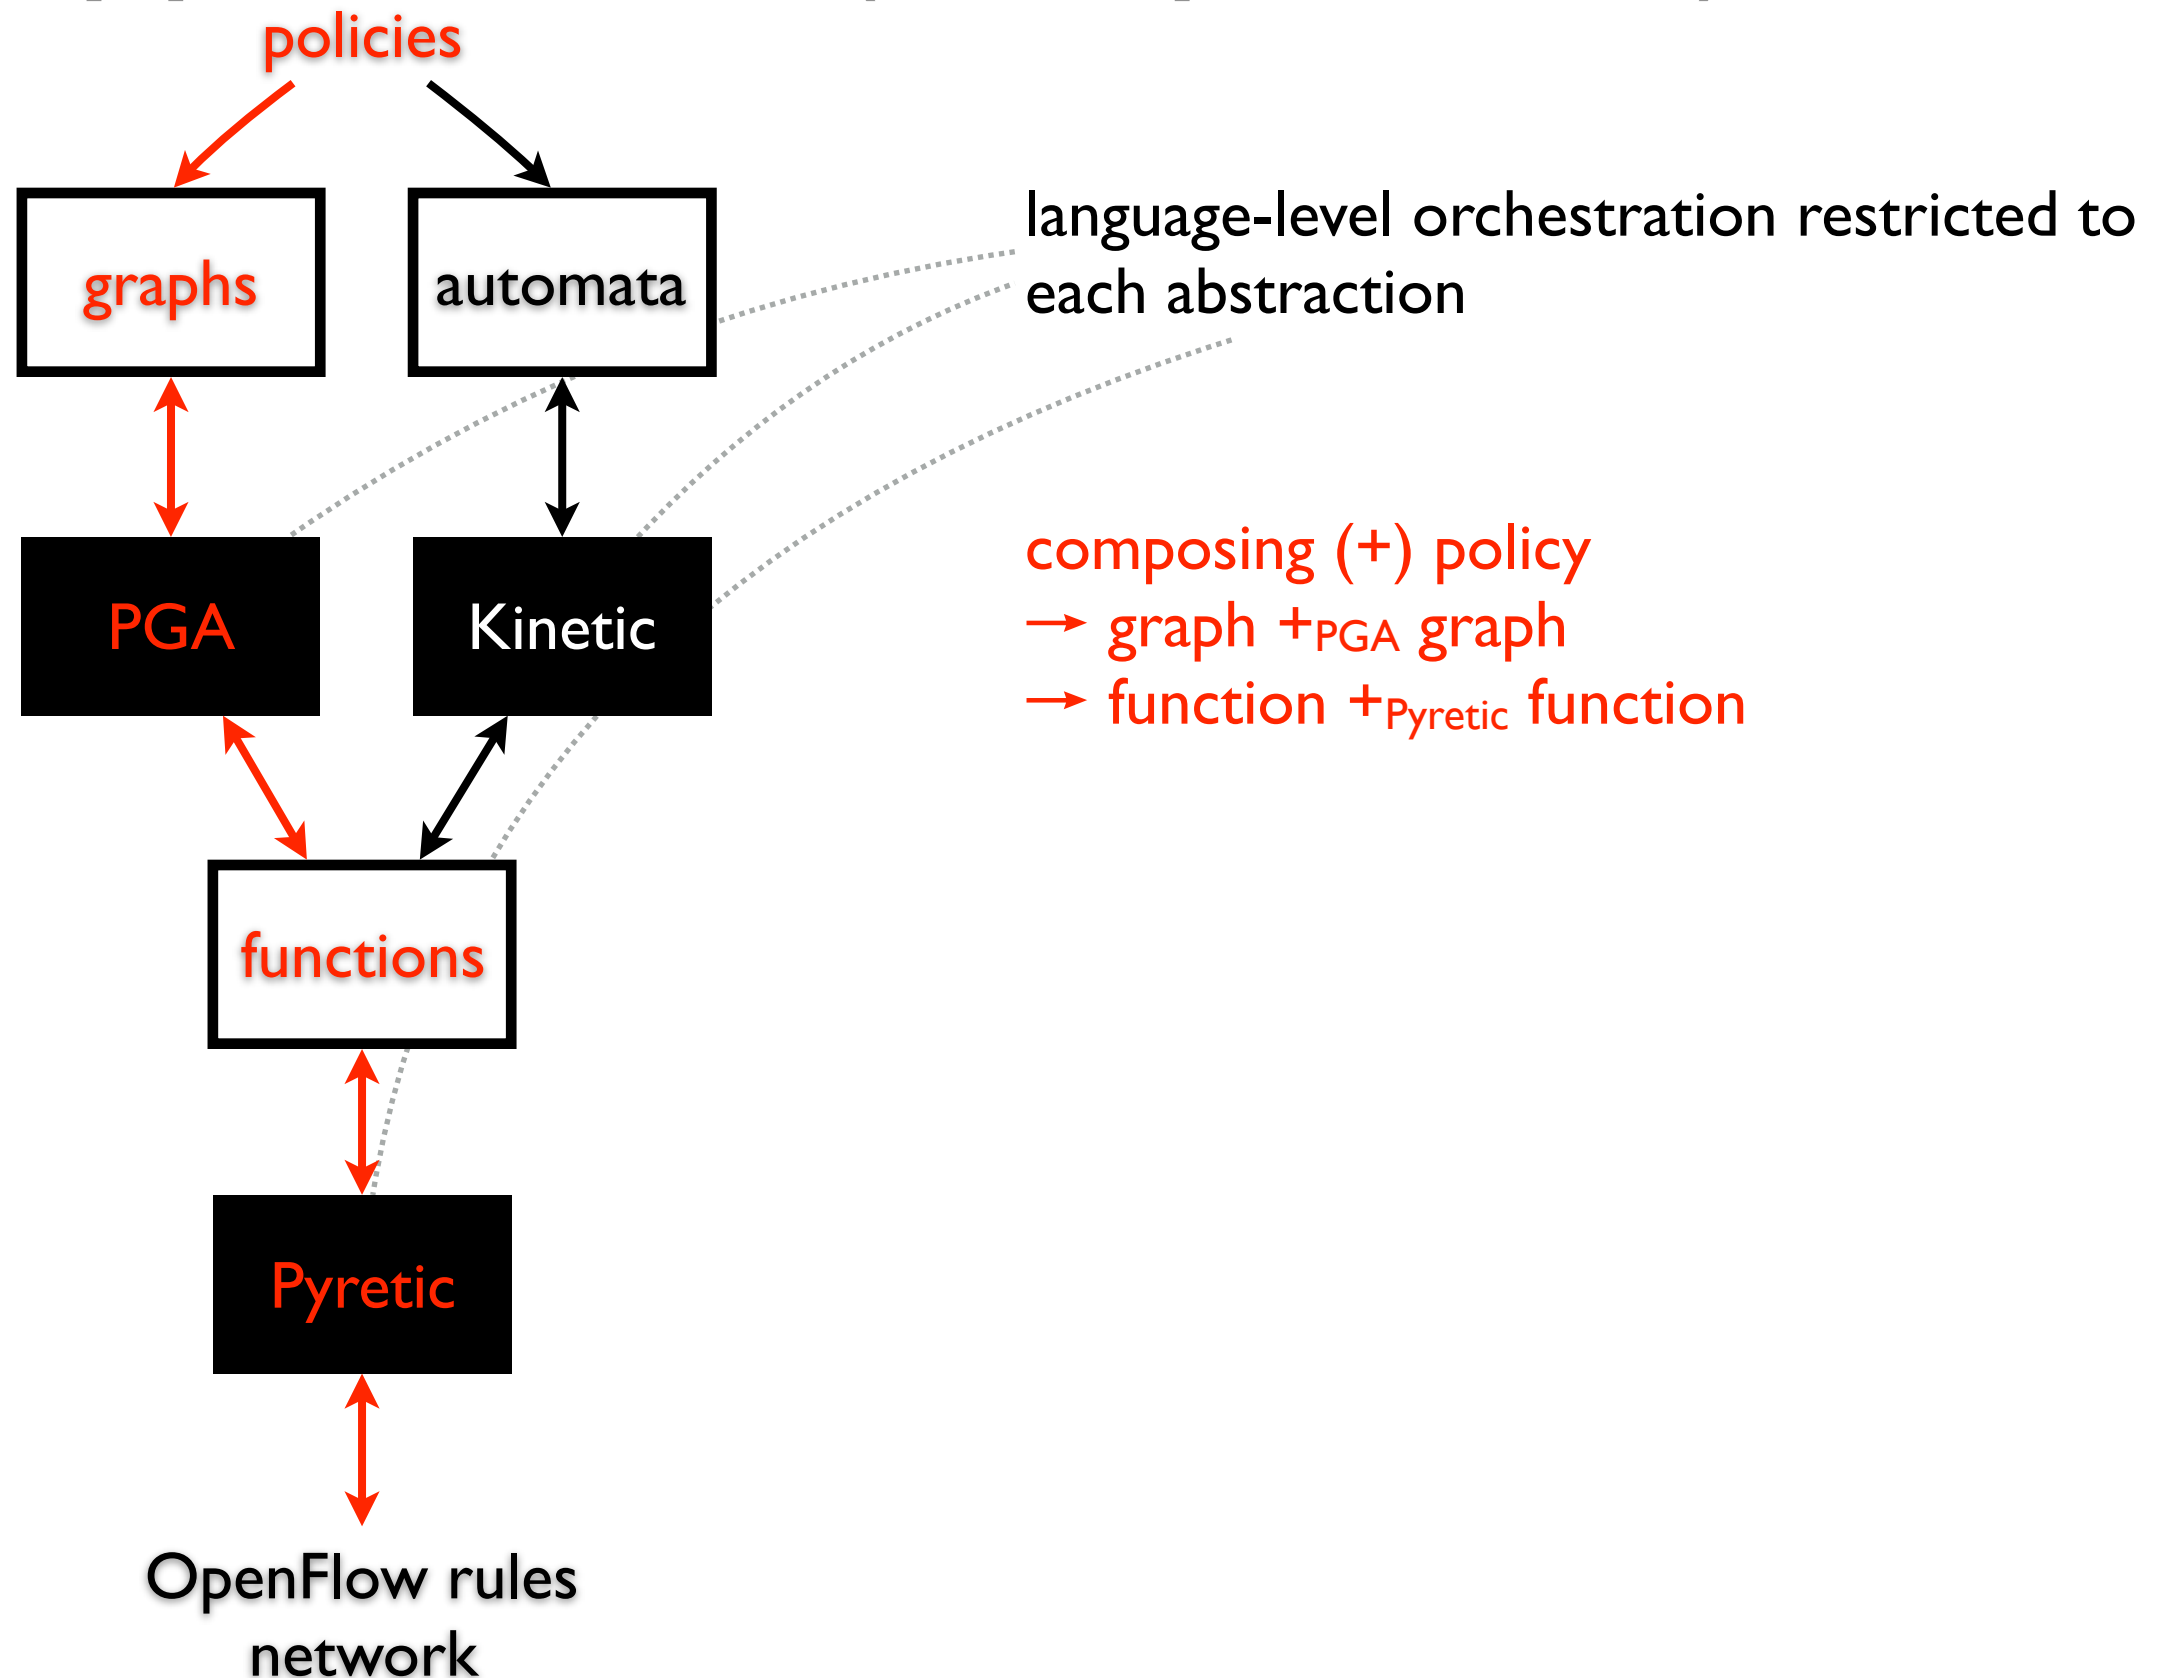 policies
graphs
automata
language-level orchestration restricted to
each abstraction
PGA
Kinetic
composing (+) policy
→ graph +PGA graph
→ function +Pyretic function
functions
Pyretic
OpenFlow rules
network